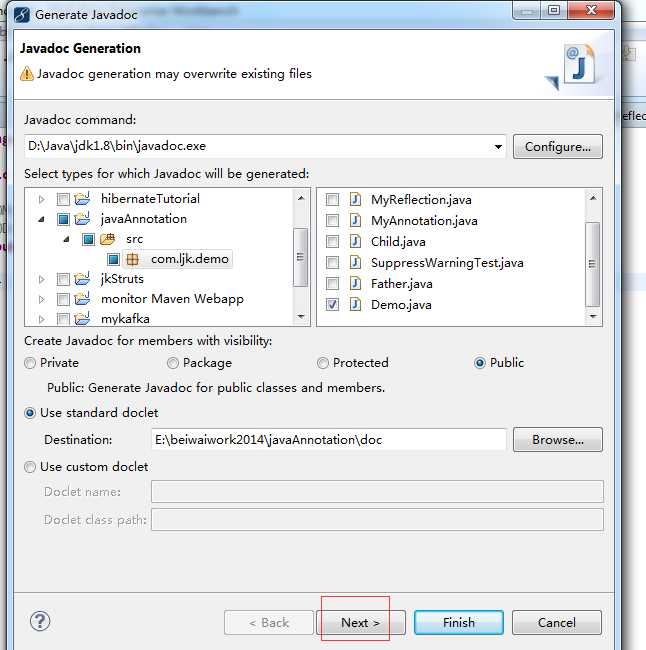 Generate Javadoc
Javadoc Generation
Javadoc generation may overwrite existing files
Javadoc command:
D:\Java\jdk1.8\bin\javadoc.exe
Configure...
Select types for which Javadoc will be generated:
hibernateTutorial
javaAnnotation
src
com.ljk.demo
jkStruts
monitor Maven Webapp
mykafka
MyReflection.java
MyAnnotation.java
Child.java
SuppressWarningTest.java
Father.java
Demo.java
Create Javadoc for members with visibility:
Private Package Protected Public
Public: Generate Javadoc for public classes and members.
Use standard doclet
Destination: E:\beiwaiwork2014\javaAnnotation\doc Browse...
Use custom doclet
Doclet name:
Doclet class path:
< Back Next > Finish Cancel